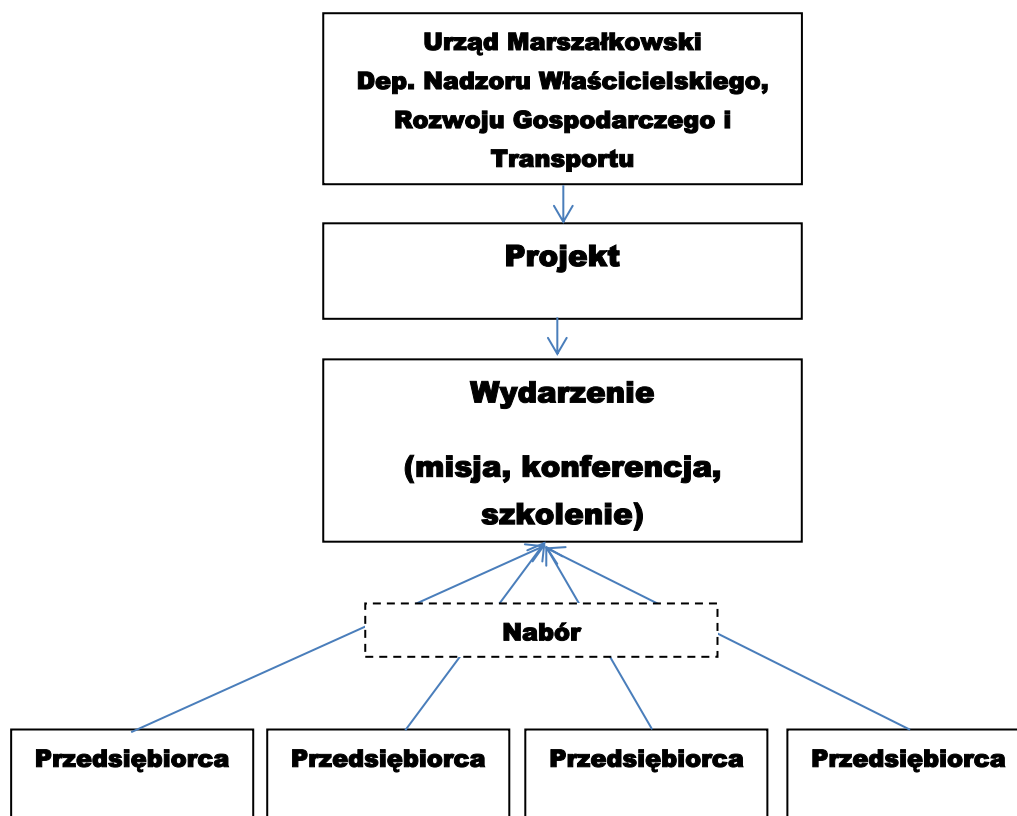 Urząd Marszałkowski
Dep. Nadzoru Właścicielskiego,
Rozwoju Gospodarczego i
Transportu
Projekt
Wydarzenie
(misja, konferencja,
szkolenie)
Nabór
Przedsiębiorca
Przedsiębiorca
Przedsiębiorca
Przedsiębiorca